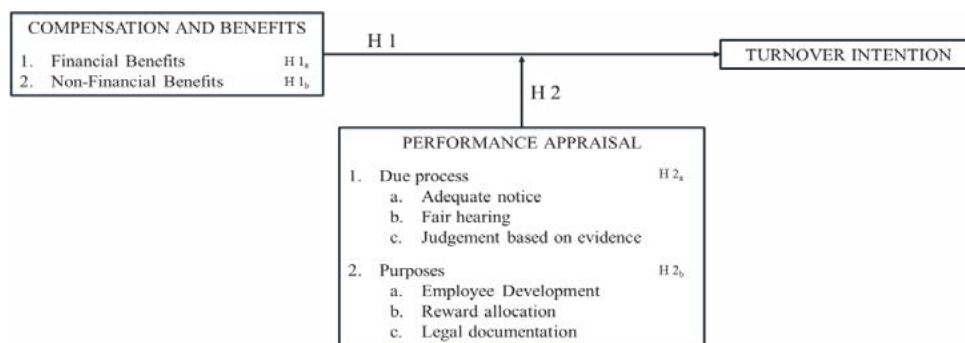 COMPENSATION AND BENEFITS
1. Financial Benefits H 1a
2. Non-Financial Benefits H 1b
H 1
TURNOVER INTENTION
H 2
PERFORMANCE APPRAISAL
1. Due process H 2a
a. Adequate notice
b. Fair hearing
c. Judgement based on evidence
2. Purposes H 2b
a. Employee Development
b. Reward allocation
c. Legal documentation